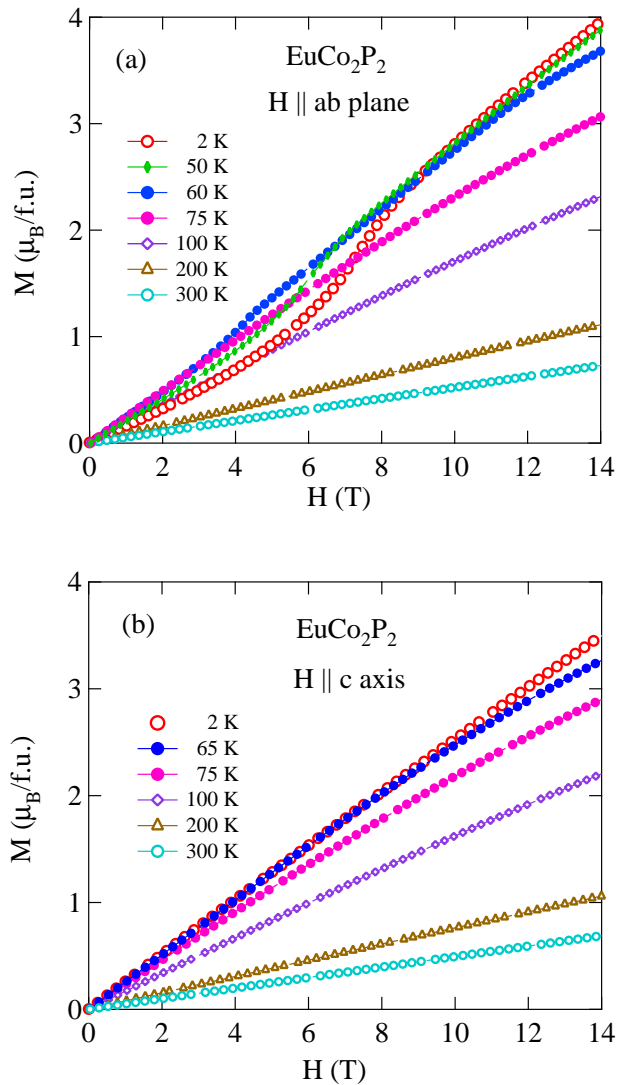 4
(a)
EuCo₂P₂
H || ab plane
3
2 K
50 K
60 K
75 K
100 K
200 K
300 K
M (μ_B/f.u.)
2
1
0
0 2 4 6 8 10 12 14
H (T)
4
(b)
EuCo₂P₂
H || c axis
3
2 K
65 K
75 K
100 K
200 K
300 K
M (μ_B/f.u.)
2
1
0
0 2 4 6 8 10 12 14
H (T)